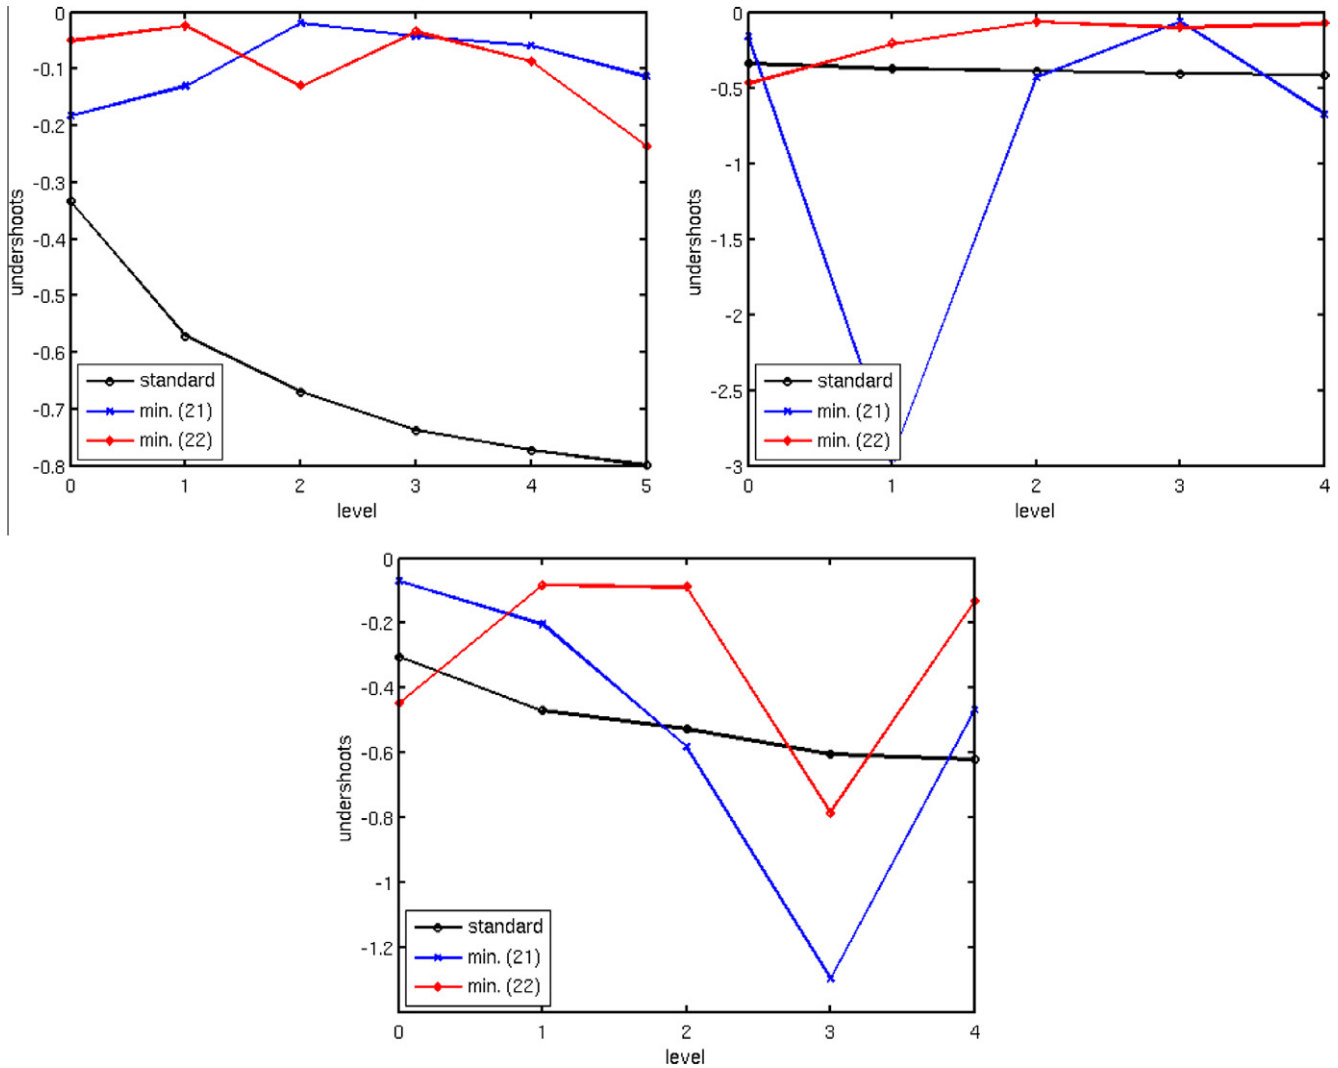 0
-0.1
-0.2
-0.3
-0.4
-0.5
-0.6
-0.7
-0.8
undershoots
standard
min. (21)
min. (22)
0 1 2 3 4 5
level
0
-0.5
-1
-1.5
-2
-2.5
-3
undershoots
standard
min. (21)
min. (22)
0 1 2 3 4
level
0
-0.2
-0.4
-0.6
-0.8
-1
-1.2
undershoots
standard
min. (21)
min. (22)
0 1 2 3 4
level